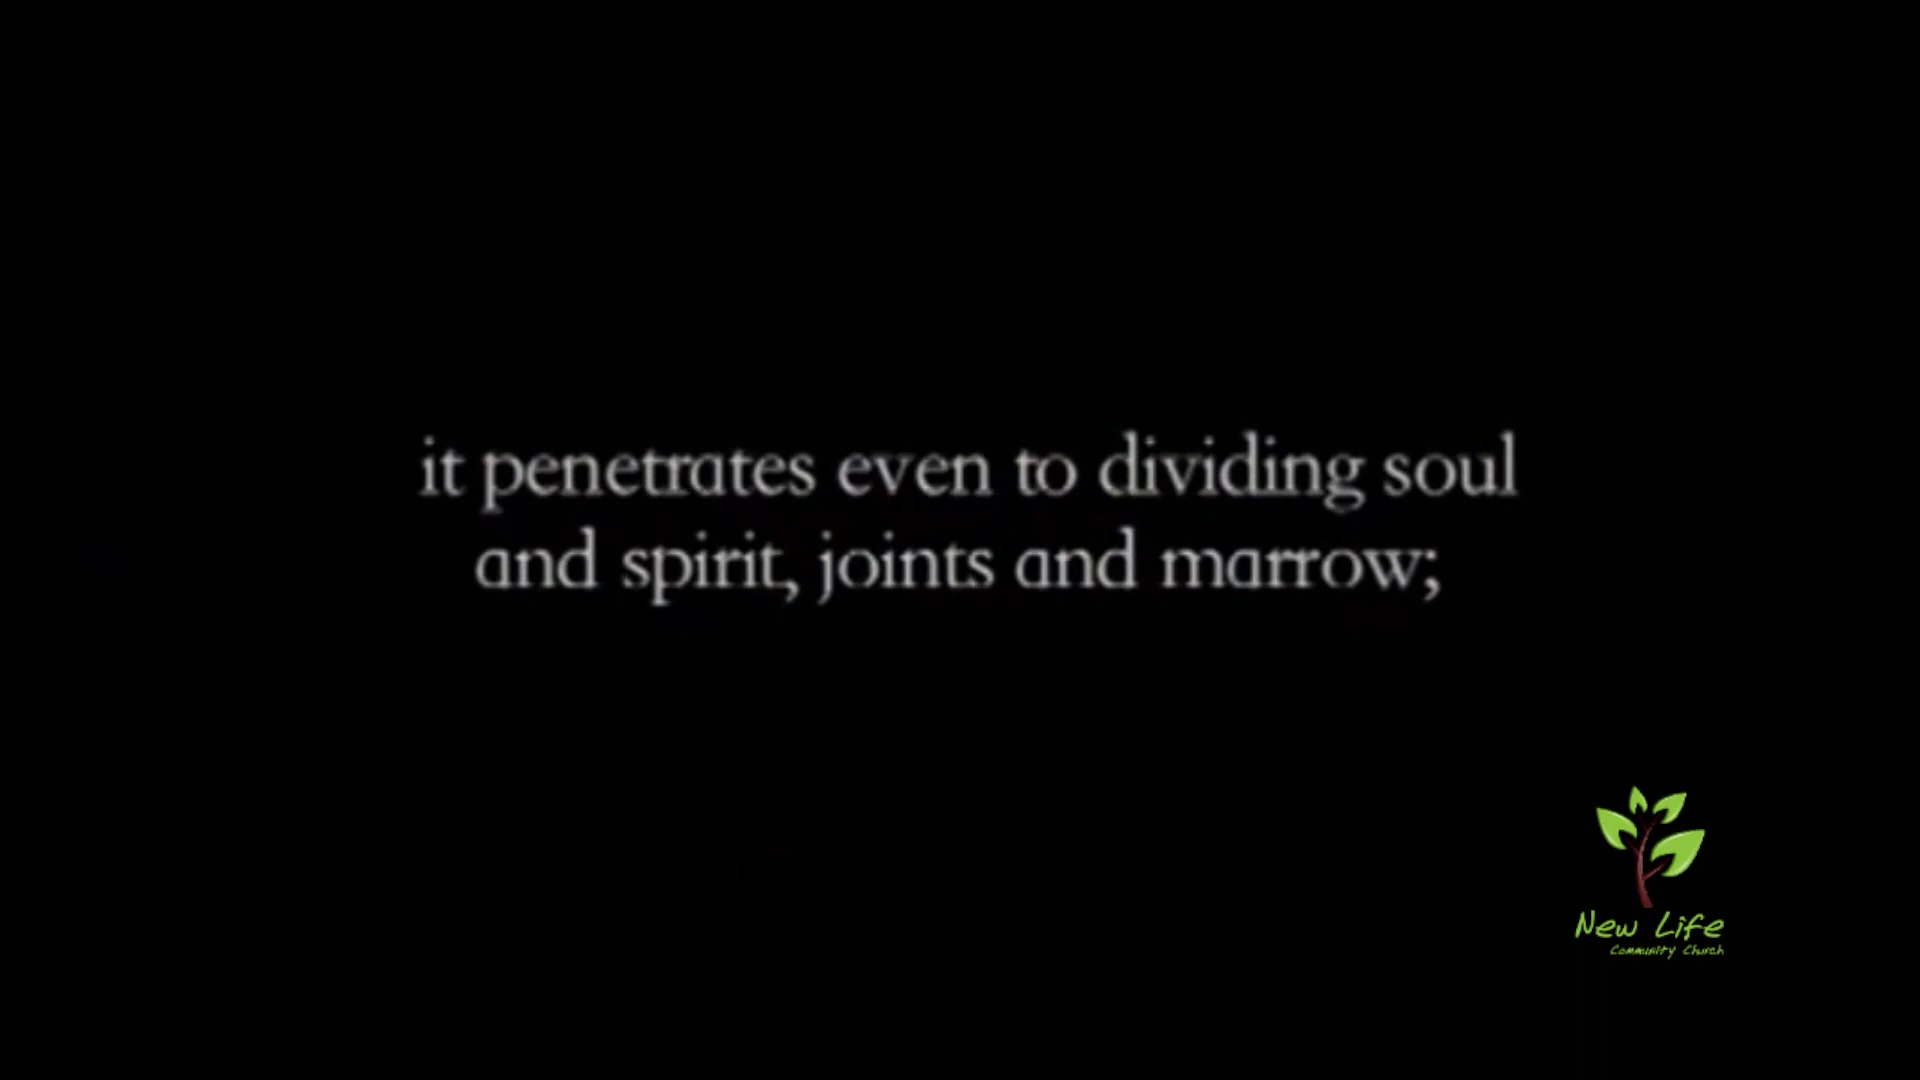 it penetrates even to dividing soul
and spirit, joints and marrow;
New Life
Community Church